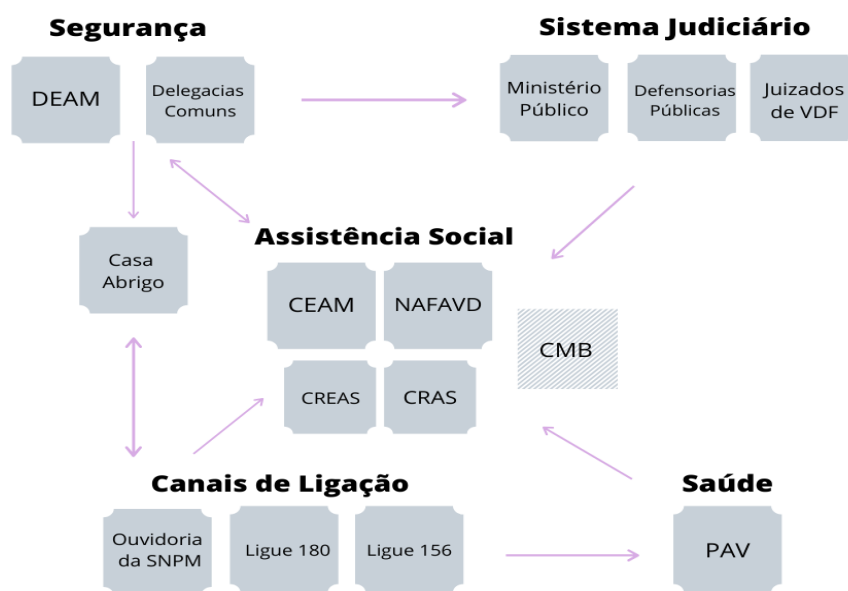 Segurança
DEAM
Delegacias
Comuns
Sistema Judiciário
Ministério
Público
Defensorias
Públicas
Juizados
de VDF
Casa
Abrigo
Assistência Social
CEAM
NAFAVD
CREAS
CRAS
CMB
Canais de Ligação
Ouvidoria
da SNPM
Ligue 180
Ligue 156
Saúde
PAV